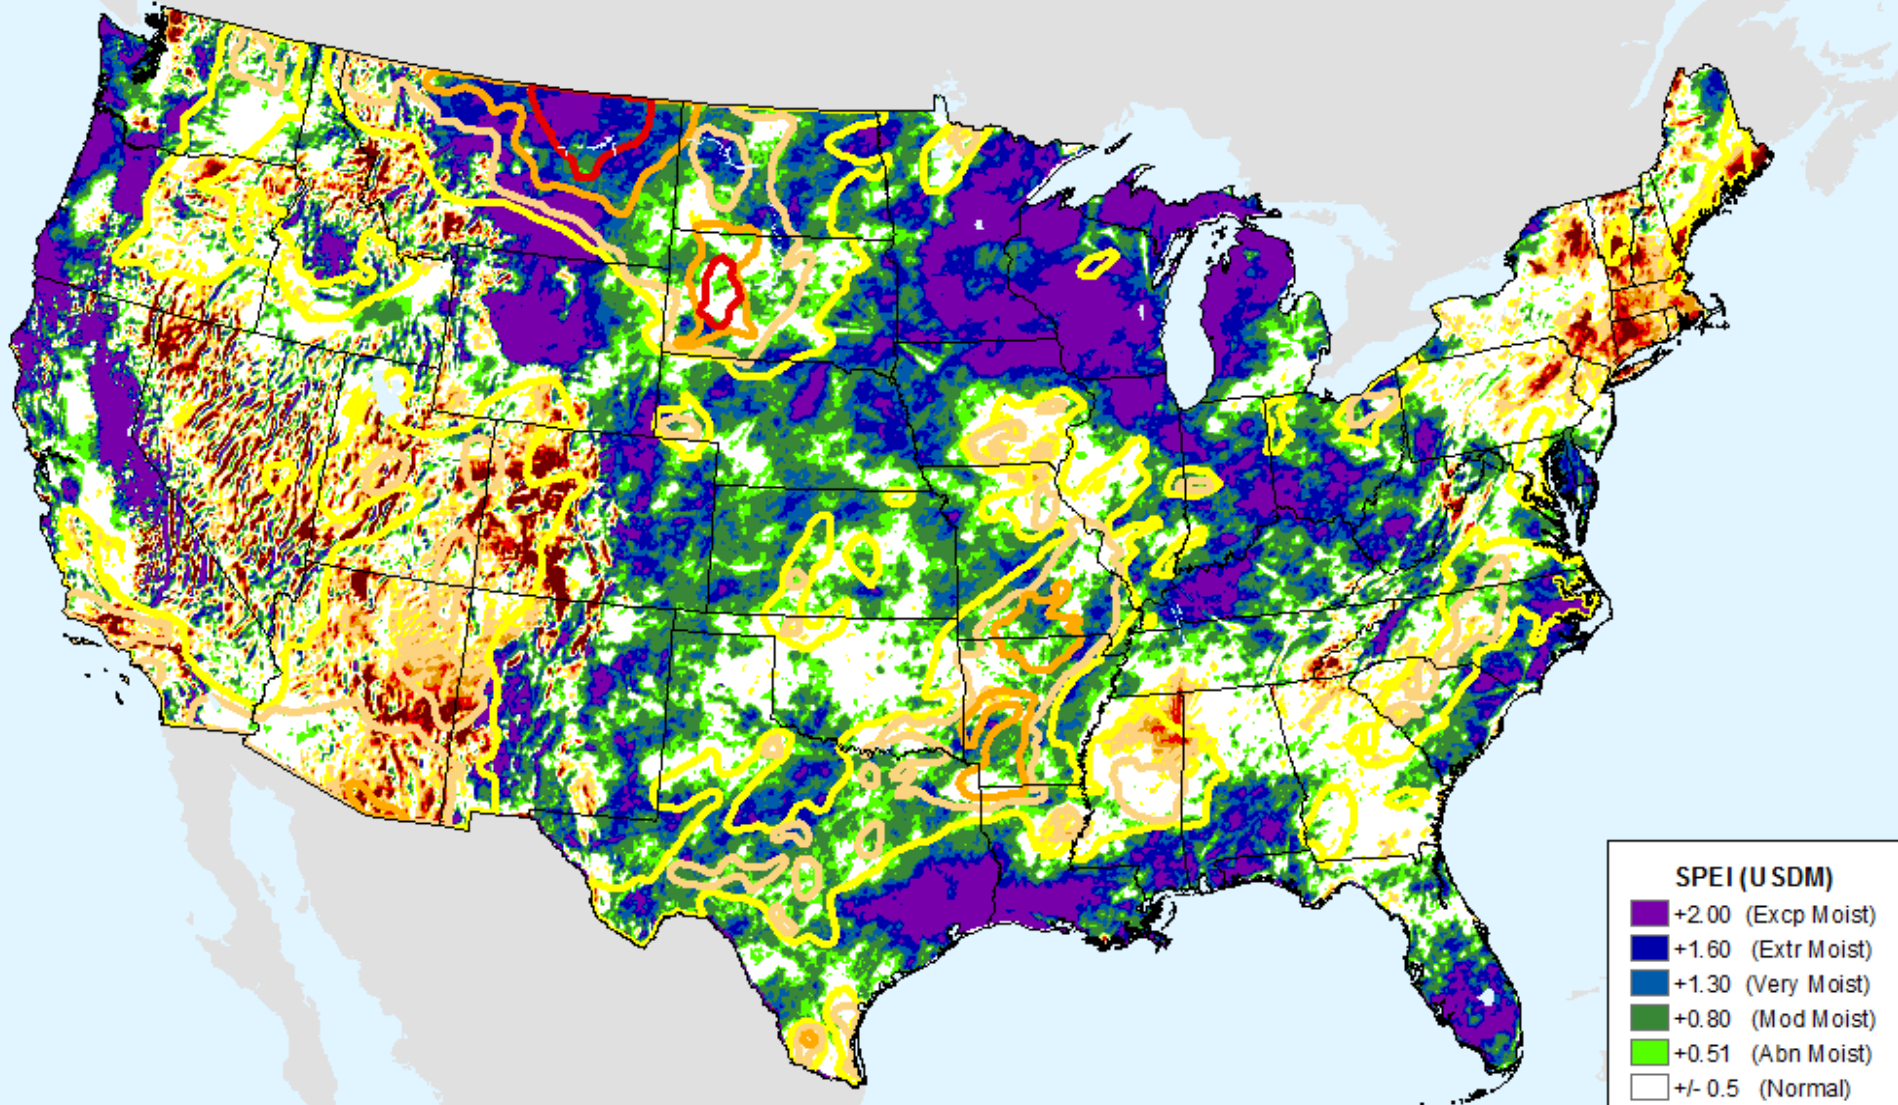 SPEI (USDM)
+2.00 (Excp Moist)
+1.60 (Extr Moist)
+1.30 (Very Moist)
+0.80 (Mod Moist)
+0.51 (Abn Moist)
+/- 0.5 (Normal)